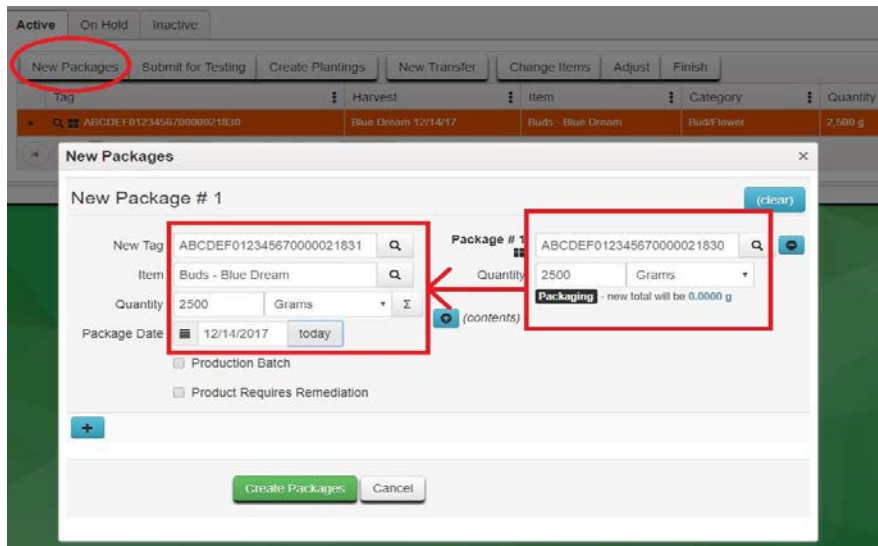 Active On Hold Inactive
New Packages Submit for Testing Create Plantings New Transfer Change Items Adjust Finish
Tag Harvest Item Category Quantity
ABCDEF012345670000021830 Blue Dream 12/14/17 Buds - Blue Dream Bud/Flower 2,500 g
New Packages ×
New Package # 1 (clear)
New Tag ABCDEF012345670000021831 Package # 1 ABCDEF012345670000021830
Item Buds - Blue Dream Quantity 2500 Grams
Packaging - new total will be 0.0000 g
Quantity 2500 Grams Σ (contents)
Package Date 12/14/2017 today
Production Batch
Product Requires Remediation
Create Packages Cancel